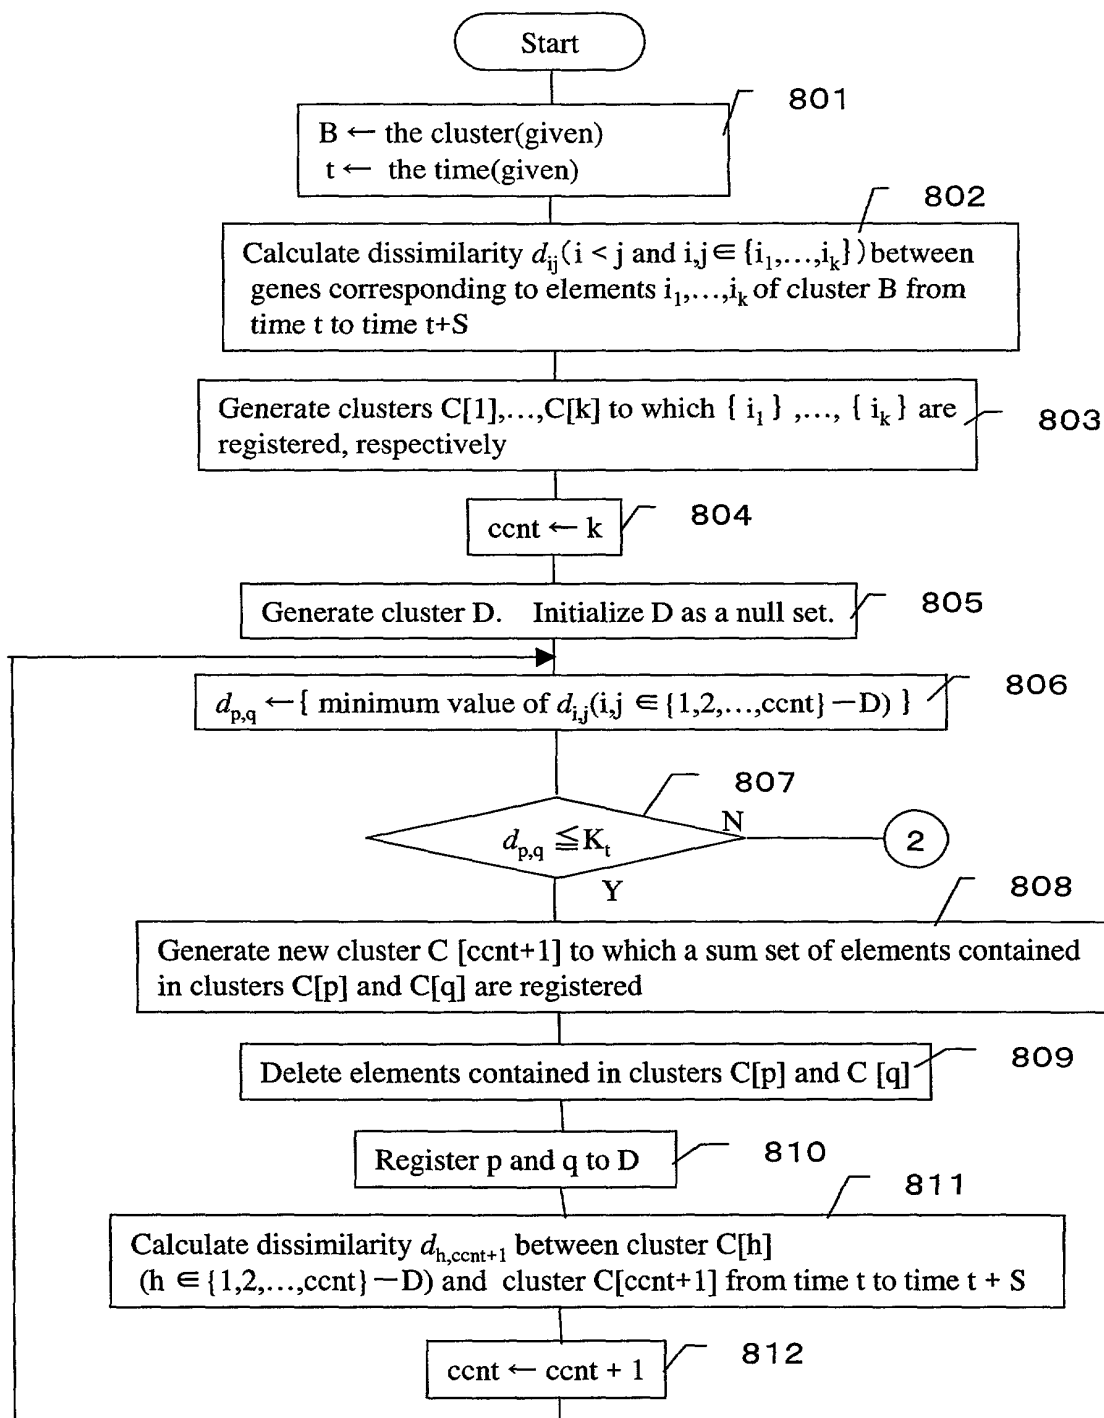 Start
801
B ← the cluster(given)
t ← the time(given)
802
Calculate dissimilarity d_ij(i < j and i,j ∈ {i_1,…,i_k}) between
genes corresponding to elements i_1,…,i_k of cluster B from
time t to time t+S
Generate clusters C[1],…,C[k] to which { i_1 } ,…, { i_k } are
registered, respectively
803
ccnt ← k
804
Generate cluster D. Initialize D as a null set.
805
d_p,q ← { minimum value of d_i,j(i,j ∈ {1,2,…,ccnt} − D) }
806
807
d_p,q ≦ K_t
N
2
Y
808
Generate new cluster C [ccnt+1] to which a sum set of elements contained
in clusters C[p] and C[q] are registered
Delete elements contained in clusters C[p] and C [q]
809
Register p and q to D
810
811
Calculate dissimilarity d_h,ccnt+1 between cluster C[h]
(h ∈ {1,2,…,ccnt} − D) and cluster C[ccnt+1] from time t to time t + S
ccnt ← ccnt + 1
812